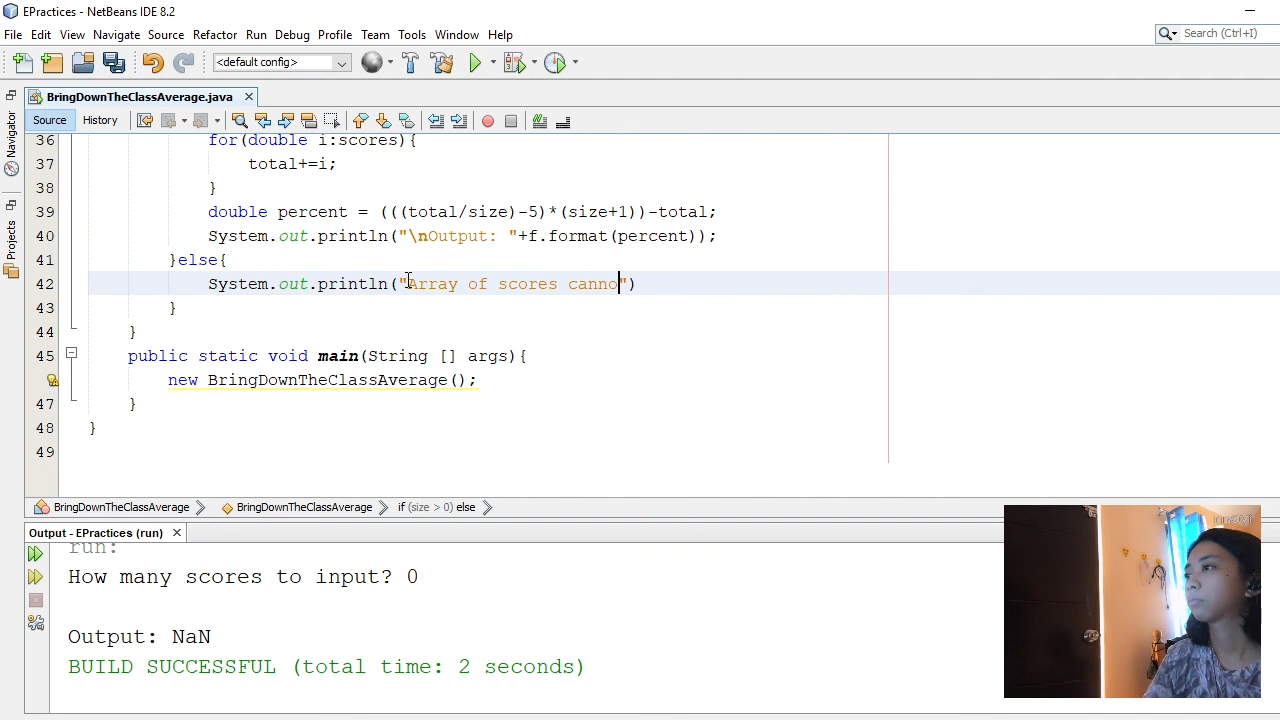 EPractices - NetBeans IDE 8.2
File Edit View Navigate Source Refactor Run Debug Profile Team Tools Window Help
Search (Ctrl+I)
<default config>
BringDownTheClassAverage.java
Source History
Navigator
Projects
36 for(double i:scores){
37 total+=i;
38 }
39 double percent = (((total/size)-5)*(size+1))-total;
40 System.out.println("\nOutput: "+f.format(percent));
41 }else{
42 System.out.println("Array of scores canno")
43 }
44 }
45 public static void main(String [] args){
new BringDownTheClassAverage();
47 }
48 }
49
BringDownTheClassAverage BringDownTheClassAverage if (size > 0) else
Output - EPractices (run)
run:
How many scores to input? 0
Output: NaN
BUILD SUCCESSFUL (total time: 2 seconds)